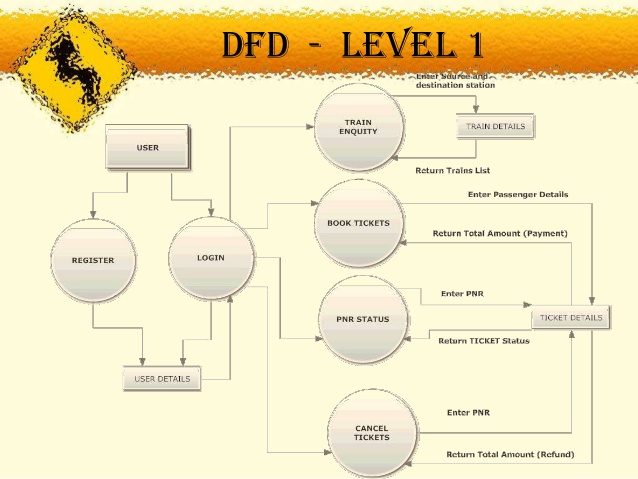 DFD - LEVEL 1
Enter Source and
destination station
TRAIN
ENQUITY
TRAIN DETAILS
USER
Return Trains List
Enter Passenger Details
BOOK TICKETS
Return Total Amount (Payment)
REGISTER
LOGIN
Enter PNR
PNR STATUS
TICKET DETAILS
Return TICKET Status
USER DETAILS
Enter PNR
CANCEL
TICKETS
Return Total Amount (Refund)